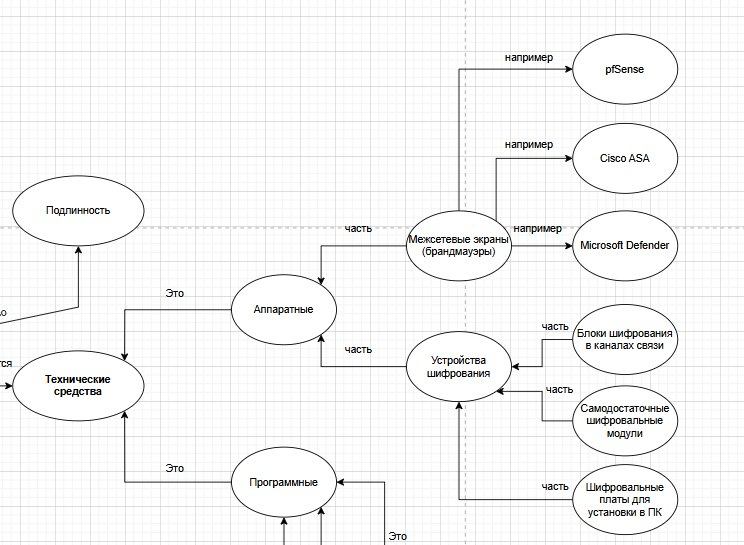 например
pfSense
например
Cisco ASA
Подлинность
часть
Межсетевые экраны
(брандмауэры)
например
Microsoft Defender
Это
Аппаратные
часть
Блоки шифрования
в каналах связи
часть
Устройства
шифрования
Технические
средства
часть
Самодостаточные
шифровальные
модули
Это
Программные
часть
Шифровальные
платы для
установки в ПК
Это